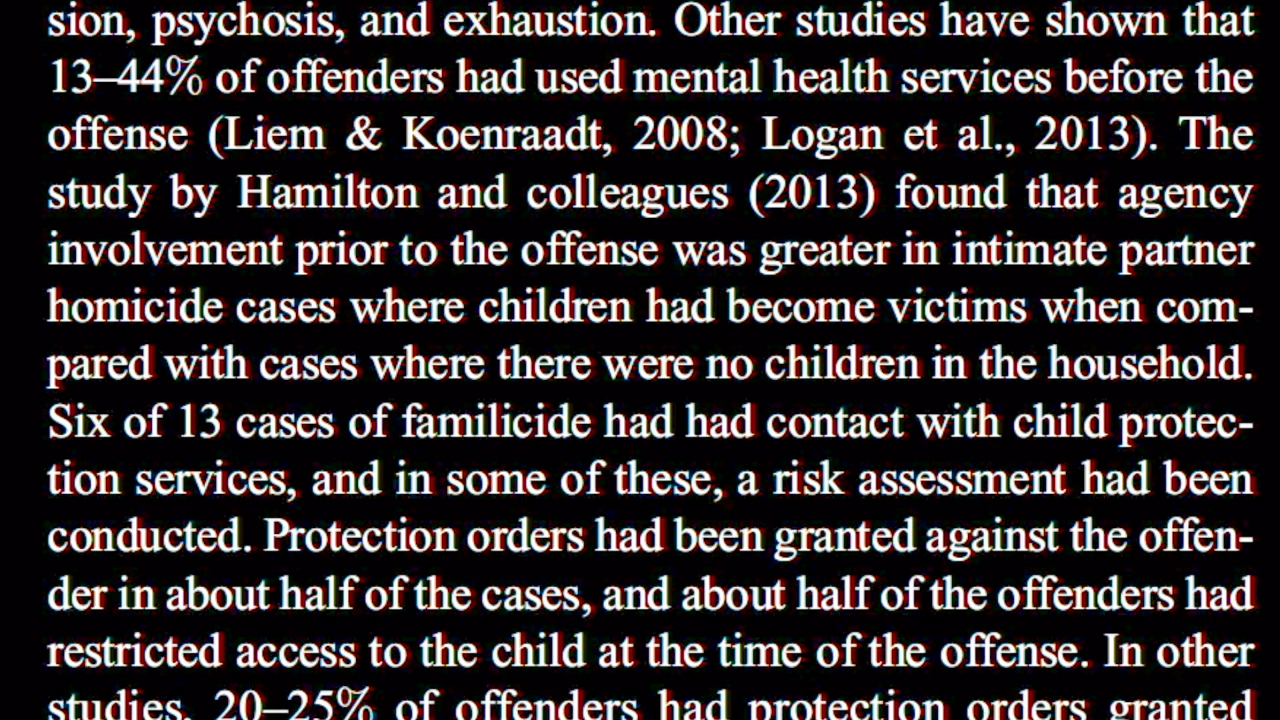 sion, psychosis, and exhaustion. Other studies have shown that
13–44% of offenders had used mental health services before the
offense (Liem & Koenraadt, 2008; Logan et al., 2013). The
study by Hamilton and colleagues (2013) found that agency
involvement prior to the offense was greater in intimate partner
homicide cases where children had become victims when com-
pared with cases where there were no children in the household.
Six of 13 cases of familicide had had contact with child protec-
tion services, and in some of these, a risk assessment had been
conducted. Protection orders had been granted against the offen-
der in about half of the cases, and about half of the offenders had
restricted access to the child at the time of the offense. In other
studies, 20–25% of offenders had protection orders granted